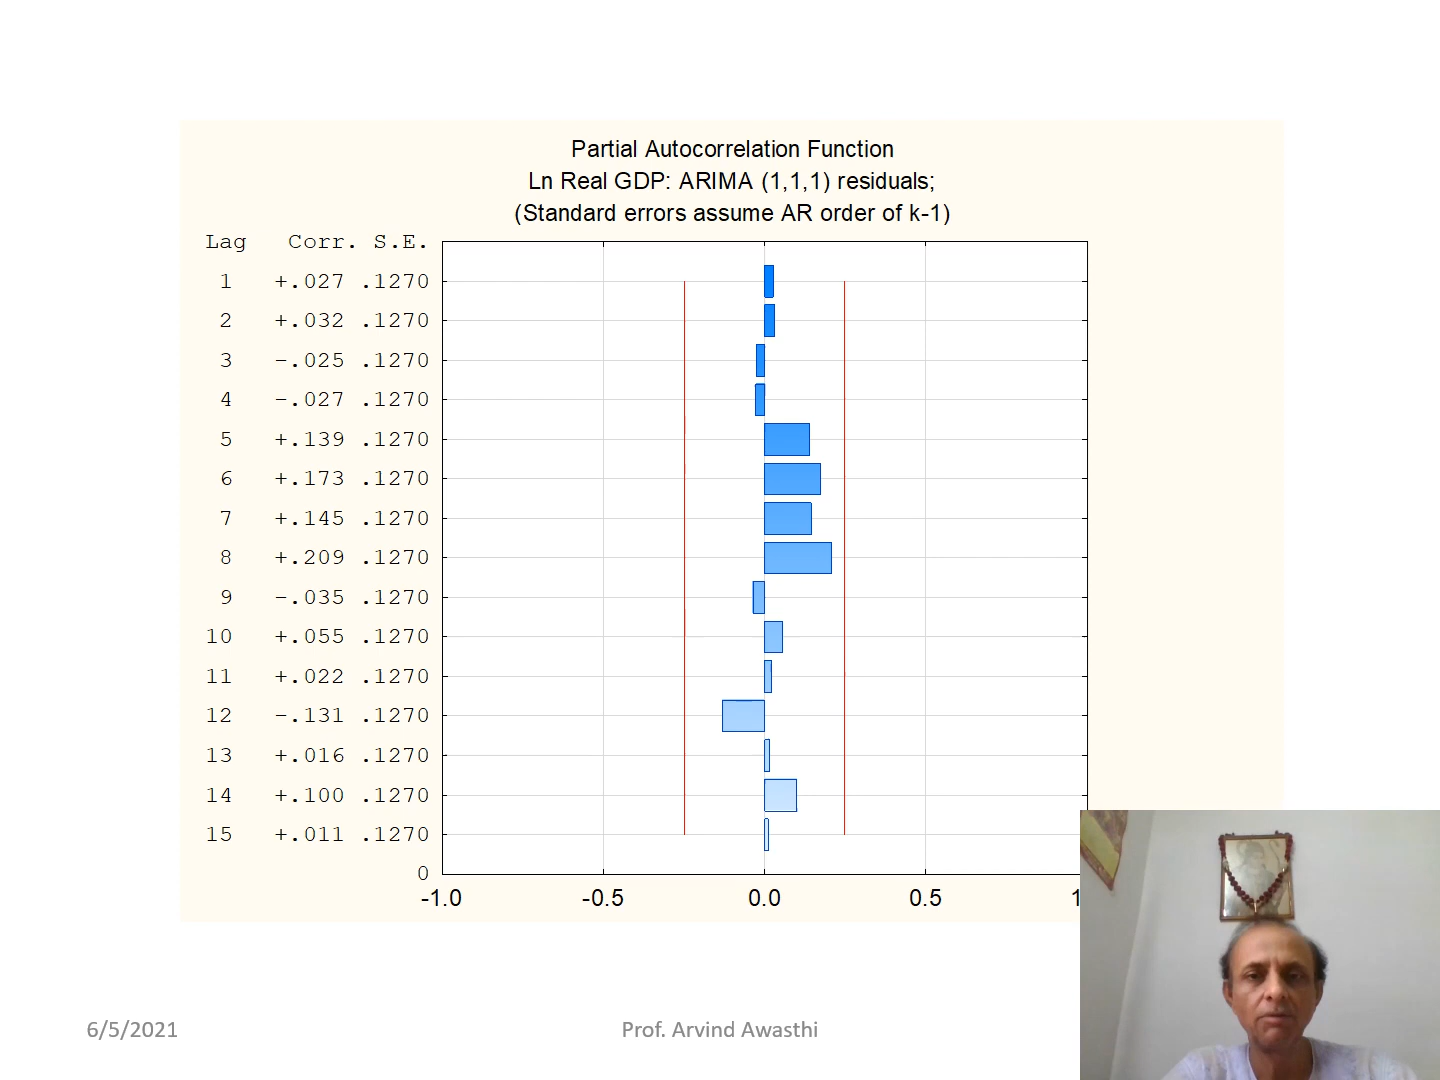 Partial Autocorrelation Function
Ln Real GDP: ARIMA (1,1,1) residuals;
(Standard errors assume AR order of k-1)
Lag Corr. S.E.
1 +.027 .1270
2 +.032 .1270
3 -.025 .1270
4 -.027 .1270
5 +.139 .1270
6 +.173 .1270
7 +.145 .1270
8 +.209 .1270
9 -.035 .1270
10 +.055 .1270
11 +.022 .1270
12 -.131 .1270
13 +.016 .1270
14 +.100 .1270
15 +.011 .1270
0
-1.0 -0.5 0.0 0.5 1
6/5/2021 Prof. Arvind Awasthi